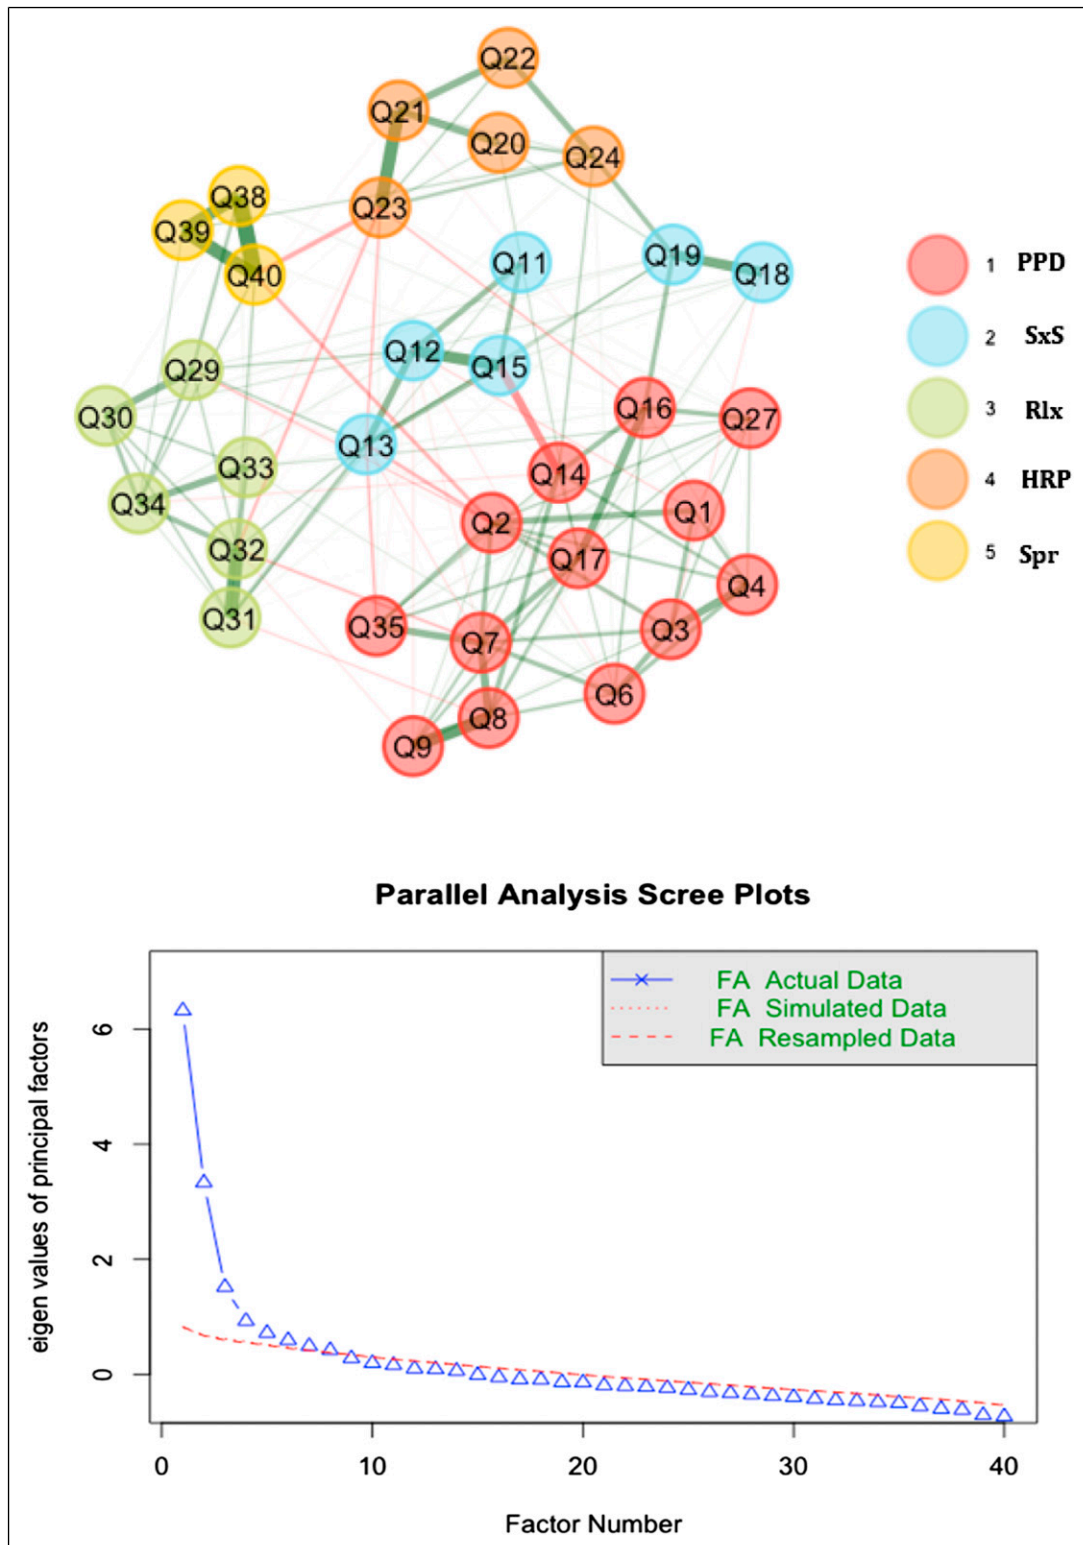 Q22
Q21
Q20
Q24
Q38
Q23
Q39
Q40
Q11
Q19
Q18
Q12
Q15
Q29
Q30
Q13
Q16
Q27
Q33
Q14
Q34
Q2
Q1
Q32
Q17
Q4
Q31
Q35
Q7
Q3
Q6
Q8
Q9
1 PPD
2 SxS
3 Rlx
4 HRP
5 Spr
Parallel Analysis Scree Plots
eigen values of principal factors
6
4
2
0
FA Actual Data
FA Simulated Data
FA Resampled Data
0 10 20 30 40
Factor Number